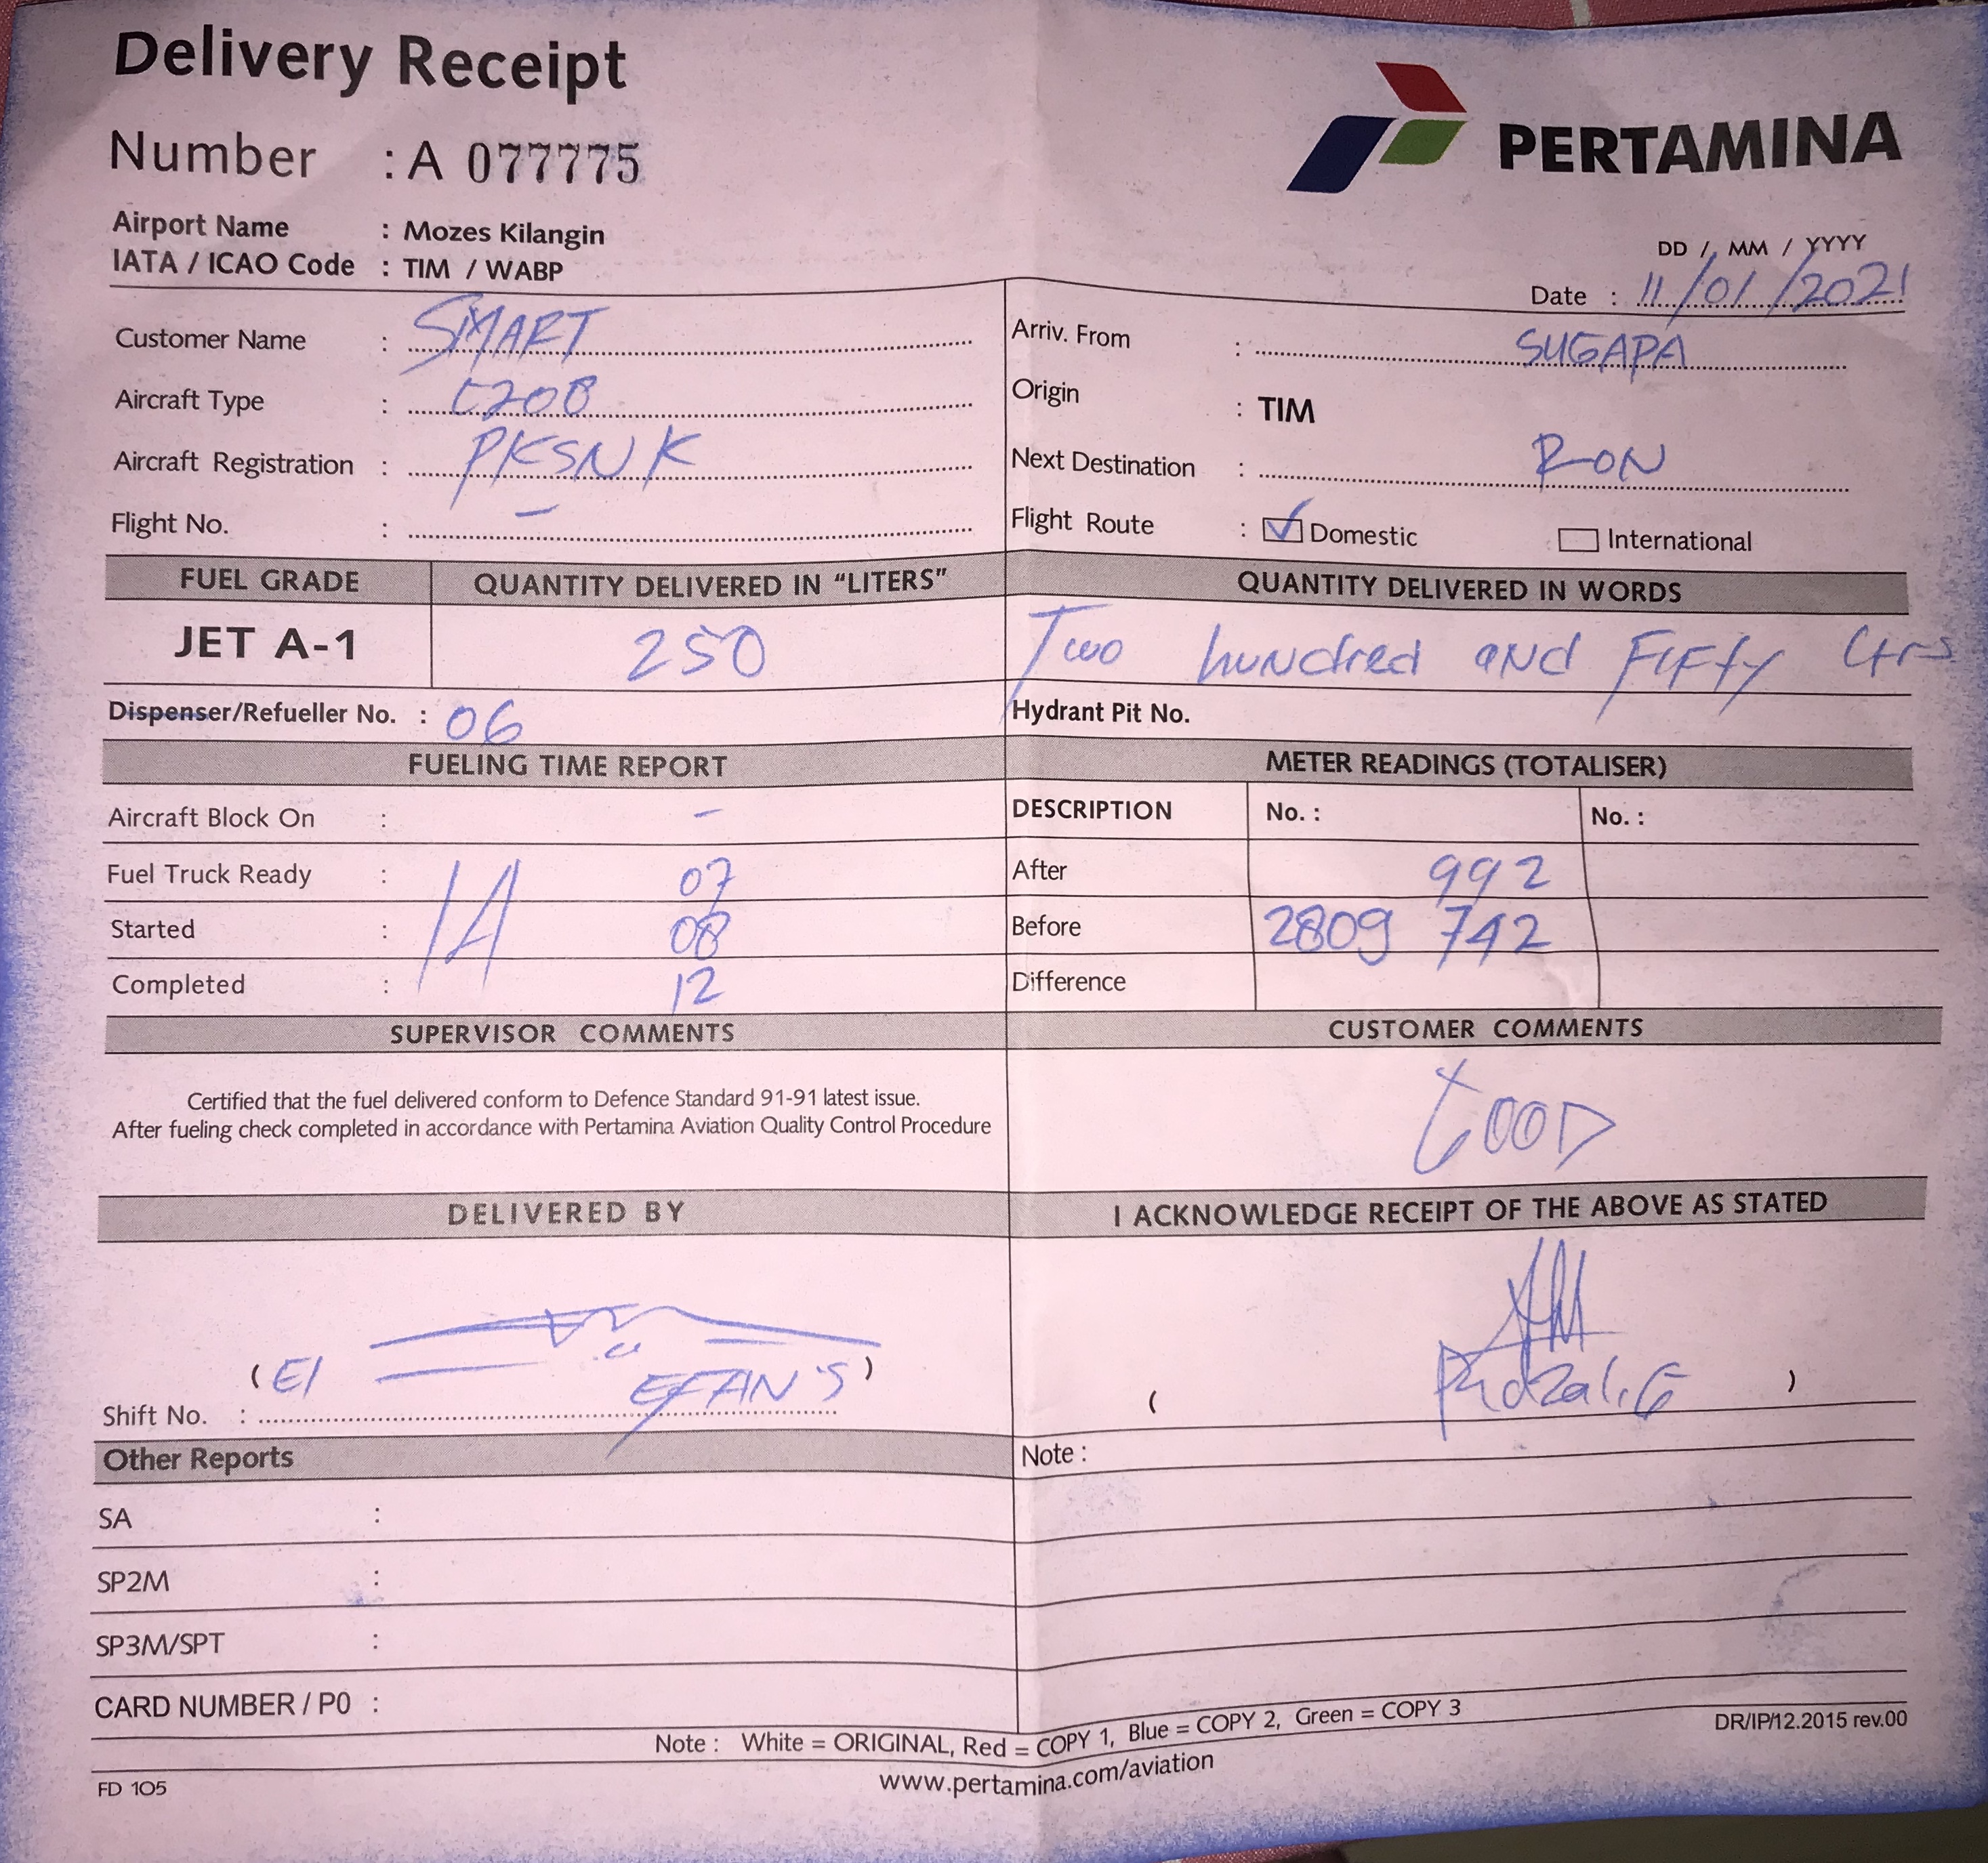 Delivery Receipt
Number : A 077775
PERTAMINA
Airport Name : Mozes Kilangin
IATA / ICAO Code : TIM / WABP
DD / MM / YYYY
Date : 11/01/2021
Customer Name : SMART
Arriv. From : SUGAPA
Aircraft Type : C208
Origin : TIM
Aircraft Registration : PKSNK
Next Destination : RON
Flight No. : -
Flight Route : Domestic International
FUEL GRADE QUANTITY DELIVERED IN "LITERS" QUANTITY DELIVERED IN WORDS
JET A-1 250 Two hundred and FiFty Ltrs
Dispenser/Refueller No. : 06 Hydrant Pit No.
FUELING TIME REPORT METER READINGS (TOTALISER)
Aircraft Block On : - DESCRIPTION No. : No. :
Fuel Truck Ready : 07 After 992
Started : 14 08 Before 2809 742
Completed : 12 Difference
SUPERVISOR COMMENTS CUSTOMER COMMENTS
Certified that the fuel delivered conform to Defence Standard 91-91 latest issue.
After fueling check completed in accordance with Pertamina Aviation Quality Control Procedure
GOOD
DELIVERED BY I ACKNOWLEDGE RECEIPT OF THE ABOVE AS STATED
( EFAN'S )
( )
Shift No. :
Other Reports Note :
SA :
SP2M :
SP3M/SPT :
CARD NUMBER / P0 :
Note : White = ORIGINAL, Red = COPY 1, Blue = COPY 2, Green = COPY 3
DR/IP/12.2015 rev.00
FD 105
www.pertamina.com/aviation